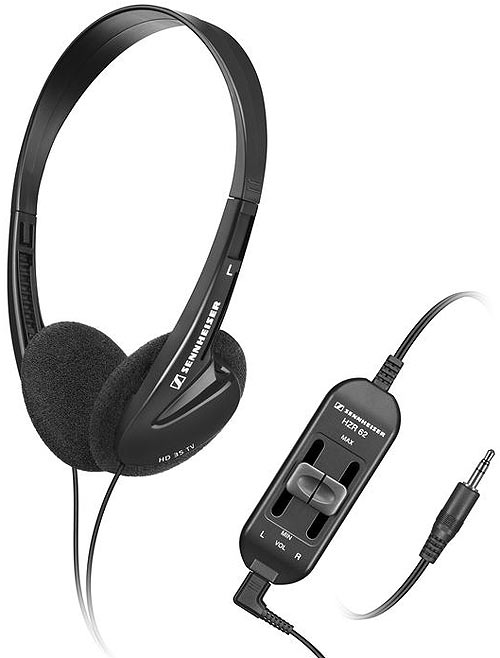 L
SENNHEISER
HD 35 TV
SENNHEISER
HZR 62
MAX
MIN
L VOL R